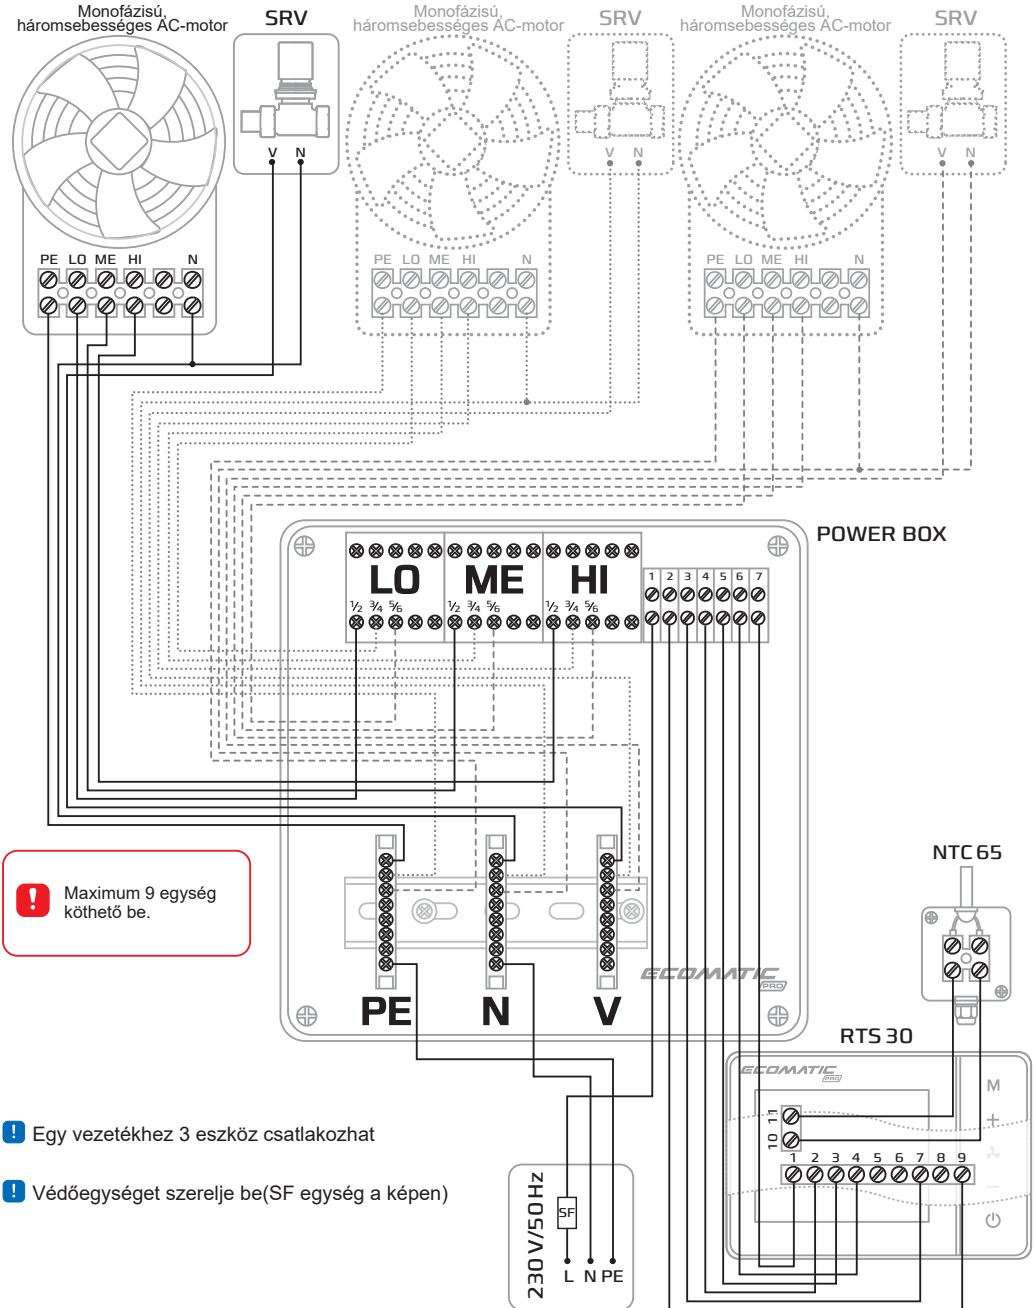 Monofázisú,
háromsebességes AC-motor
SRV
Monofázisú,
háromsebességes AC-motor
SRV
Monofázisú,
háromsebességes AC-motor
SRV
V N
V N
V N
PE LO ME HI N
PE LO ME HI N
PE LO ME HI N
POWER BOX
LO ME HI
1 2 3 4 5 6 7
1/2 3/4 5/6 1/2 3/4 5/6 1/2 3/4 5/6
Maximum 9 egység
köthető be.
NTC 65
ECOMATIC
PRO
PE N V
RTS 30
ECOMATIC
PRO
M
11
10
1 2 3 4 5 6 7 8 9
Egy vezetékhez 3 eszköz csatlakozhat
Védőegységet szerelje be(SF egység a képen)
230 V/50 Hz
SF
L N PE